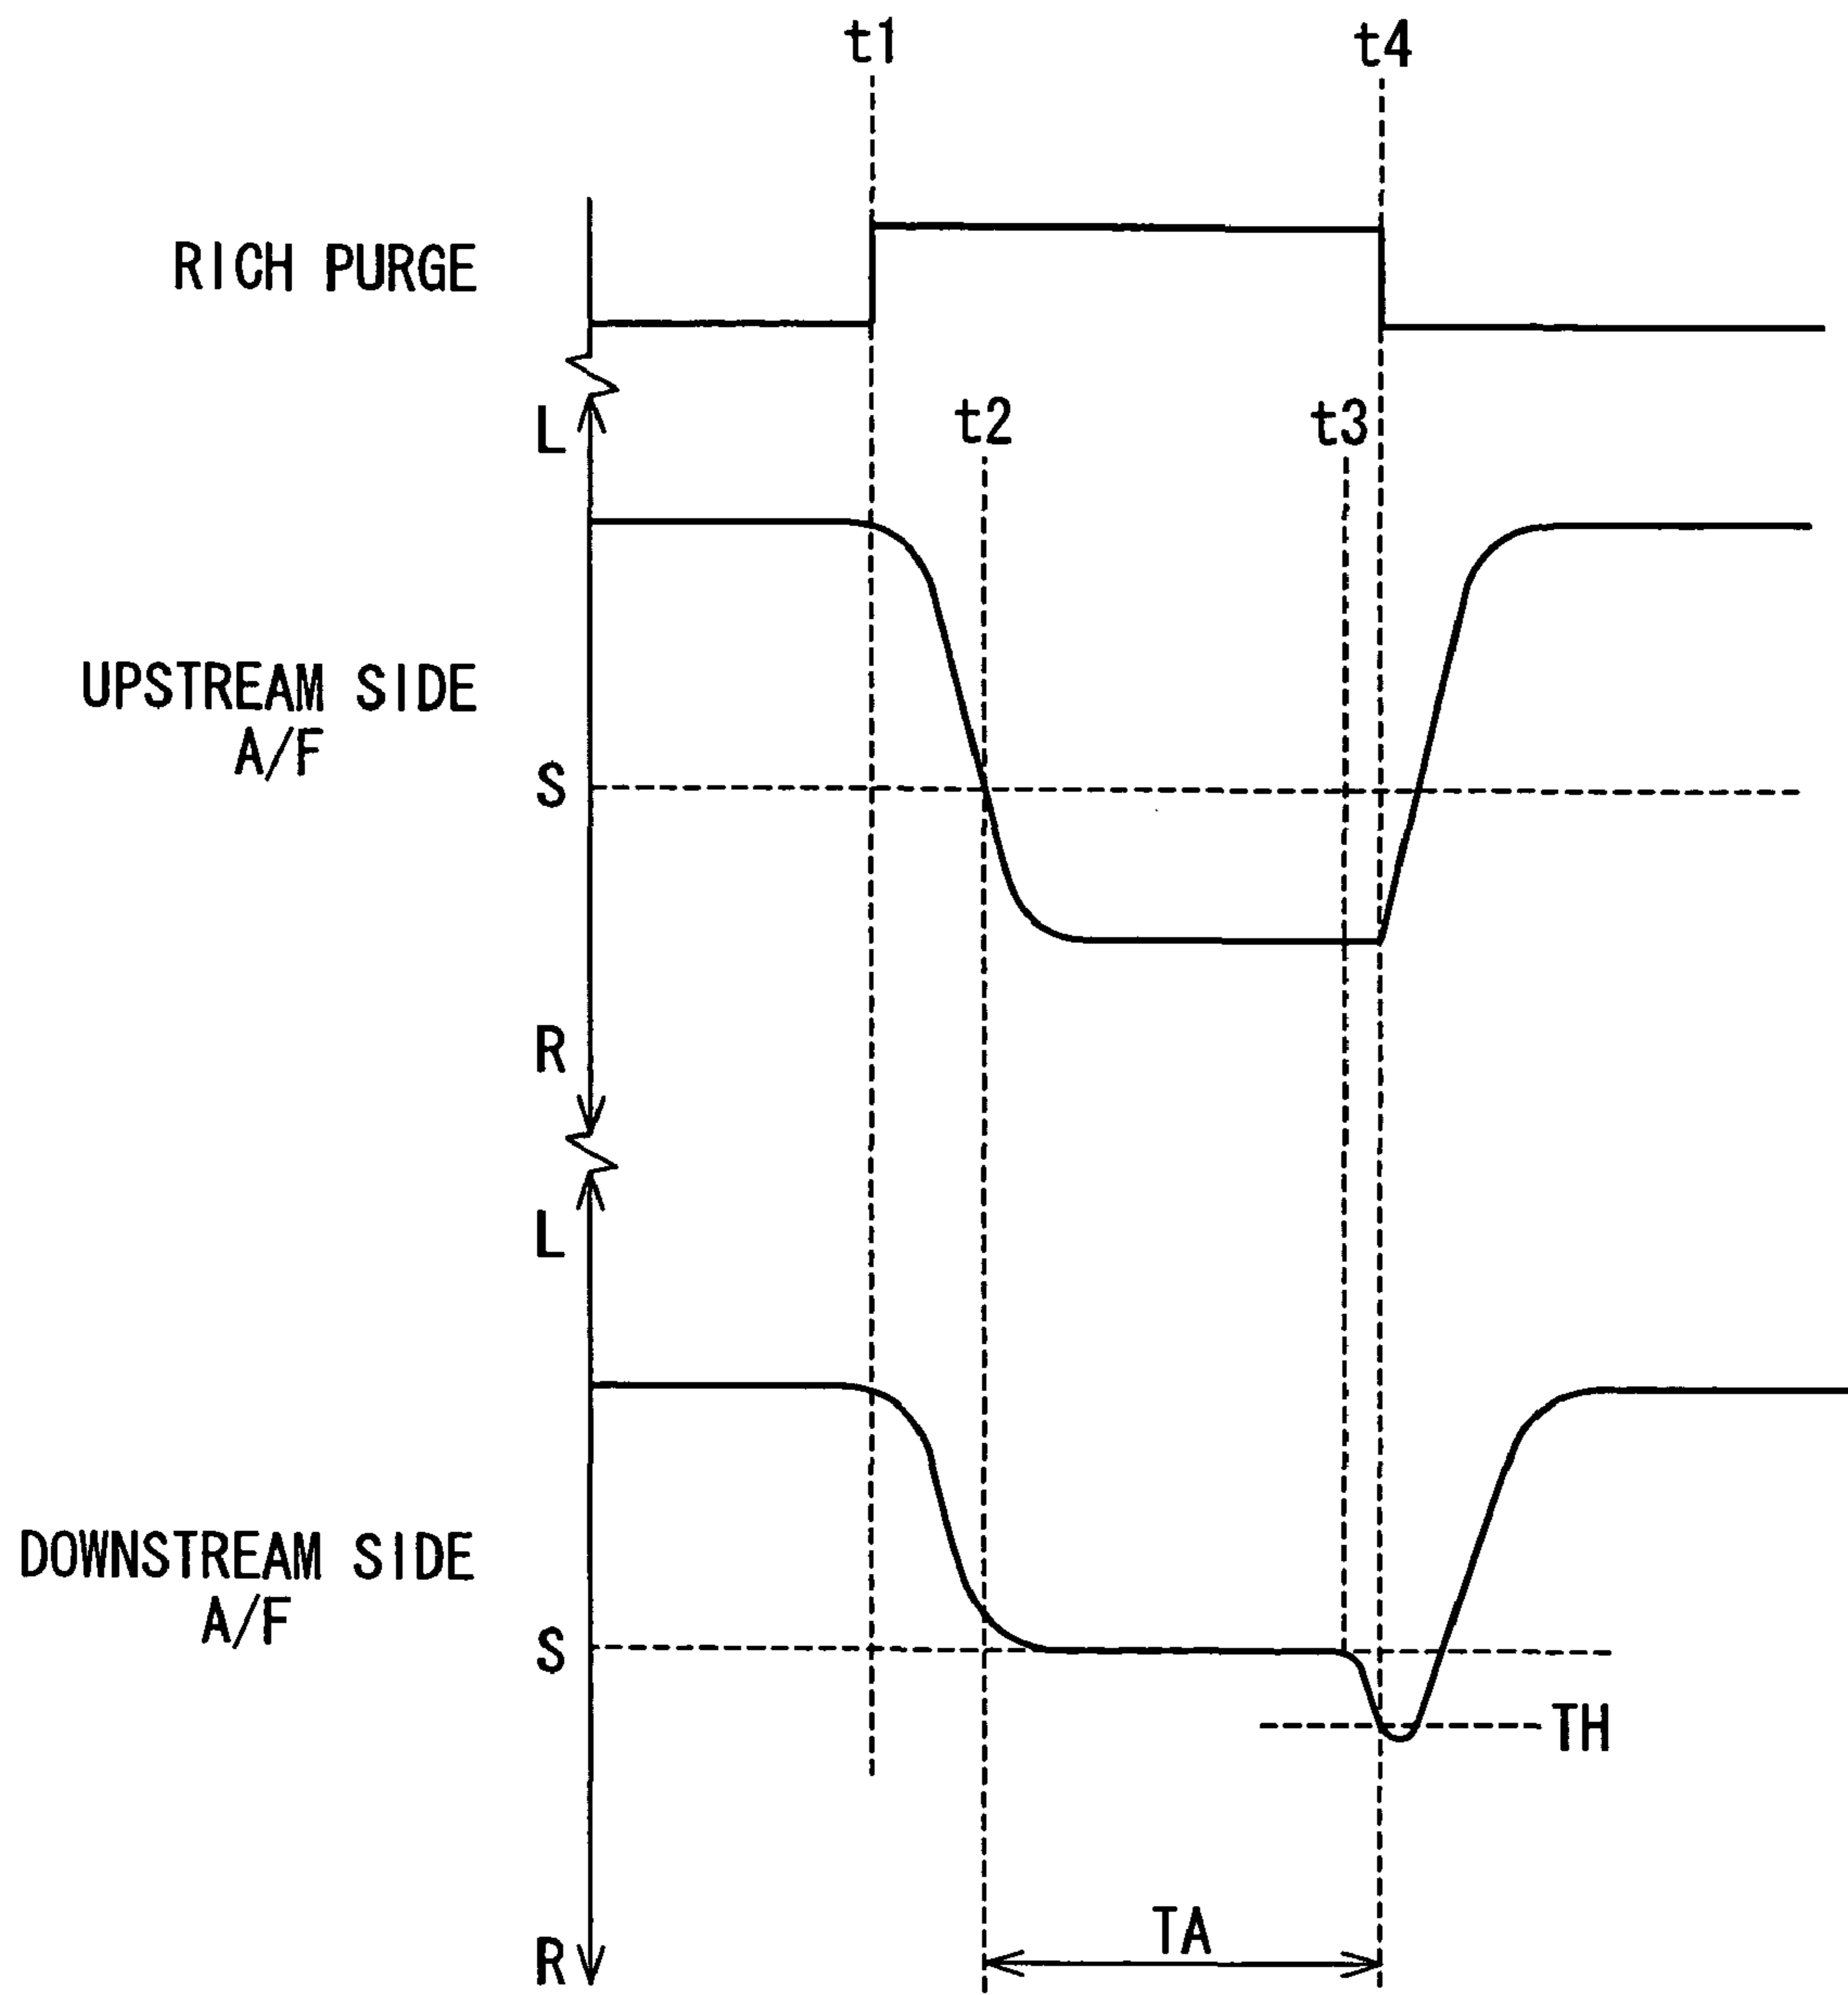 t1
t4
RICH PURGE
L
t2
t3
UPSTREAM SIDE
A/F
S
R
L
DOWNSTREAM SIDE
A/F
S
TH
TA
R